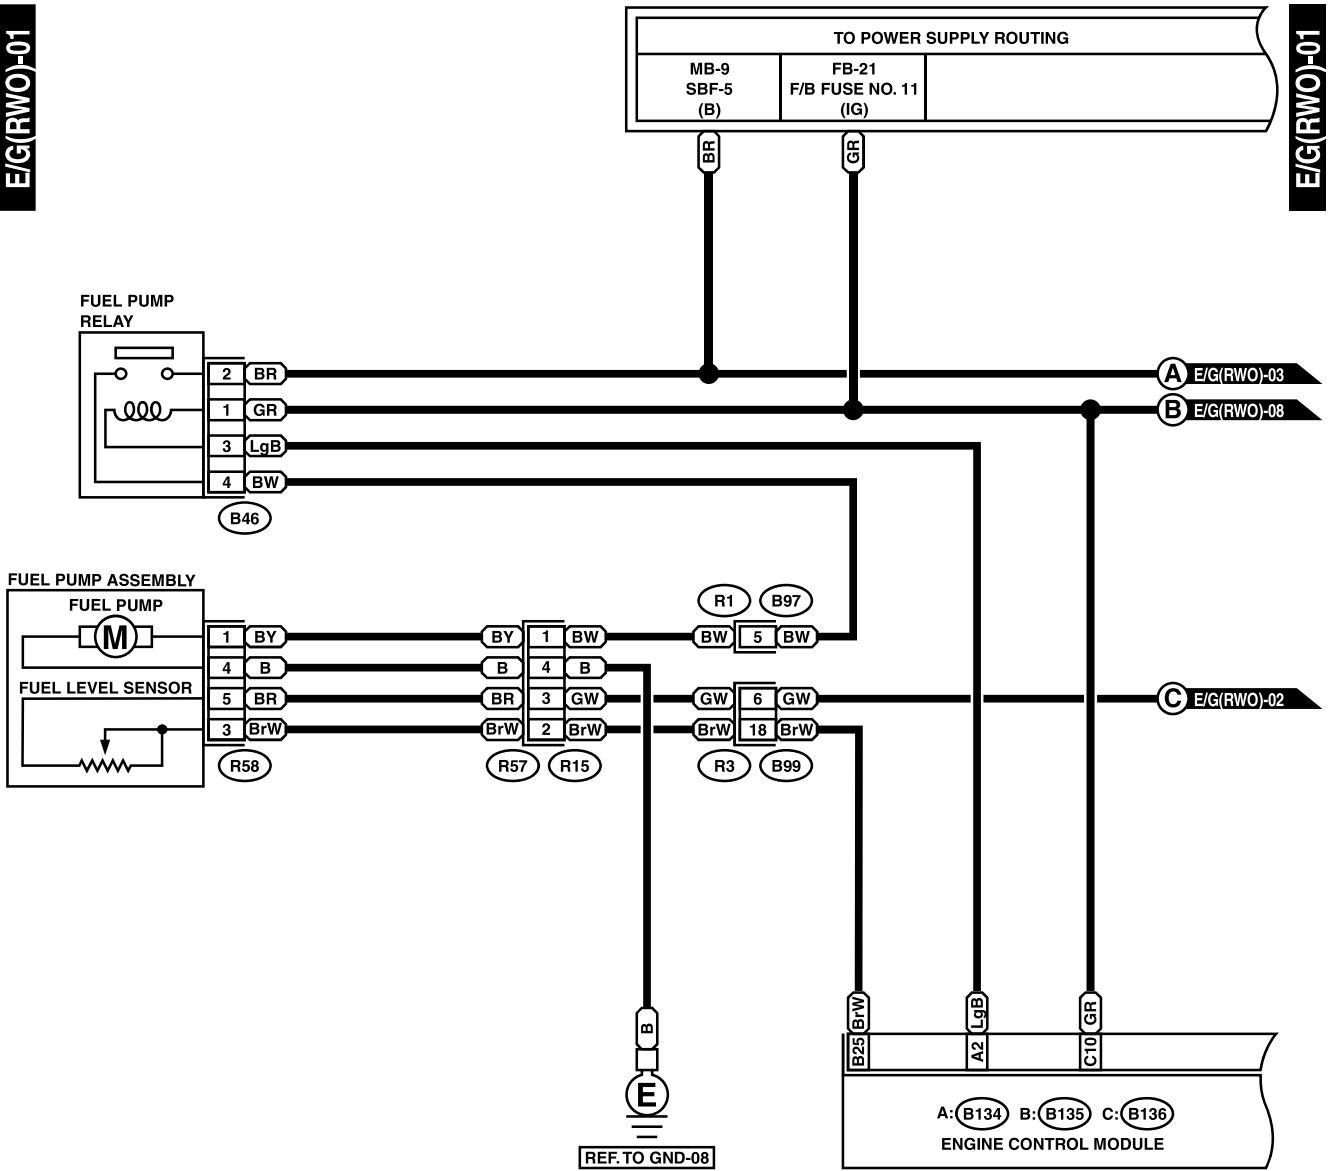 E/G(RWO)-01
E/G(RWO)-01
TO POWER SUPPLY ROUTING
MB-9
SBF-5
(B)
FB-21
F/B FUSE NO. 11
(IG)
BR
GR
FUEL PUMP
RELAY
2 BR
A E/G(RWO)-03
1 GR
B E/G(RWO)-08
3 LgB
4 BW
B46
FUEL PUMP ASSEMBLY
FUEL PUMP
M
R1 B97
1 BY BY 1 BW BW 5 BW
4 B B 4 B
FUEL LEVEL SENSOR
5 BR BR 3 GW GW 6 GW
C E/G(RWO)-02
3 BrW BrW 2 BrW BrW 18 BrW
R58 R57 R15 R3 B99
BrW LgB GR
B
B25 A2 C10
E
A: B134 B: B135 C: B136
ENGINE CONTROL MODULE
REF. TO GND-08